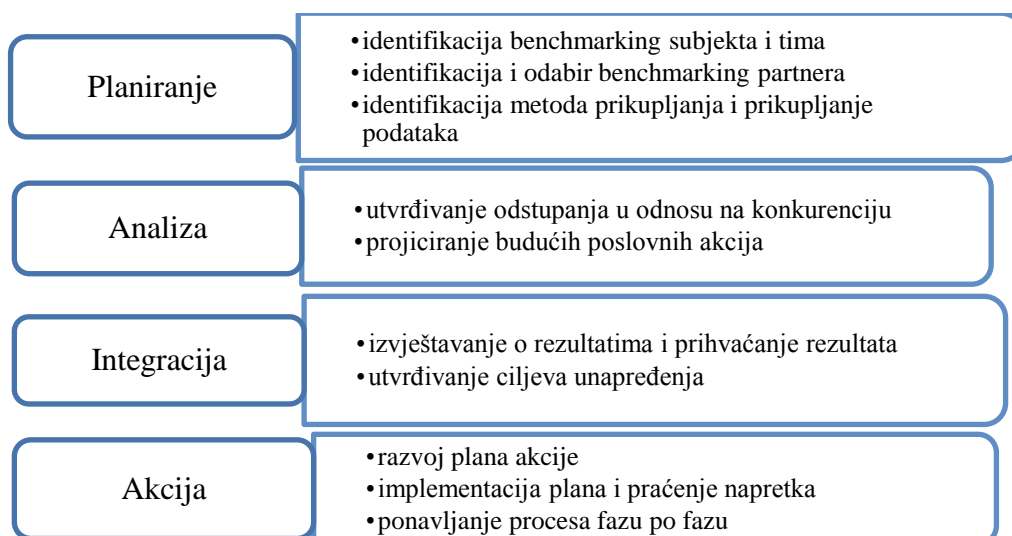 Planiranje
•identifikacija benchmarking subjekta i tima
•identifikacija i odabir benchmarking partnera
•identifikacija metoda prikupljanja i prikupljanje
podataka
Analiza
•utvrđivanje odstupanja u odnosu na konkurenciju
•projiciranje budućih poslovnih akcija
Integracija
•izvještavanje o rezultatima i prihvaćanje rezultata
•utvrđivanje ciljeva unapređenja
Akcija
•razvoj plana akcije
•implementacija plana i praćenje napretka
•ponavljanje procesa fazu po fazu